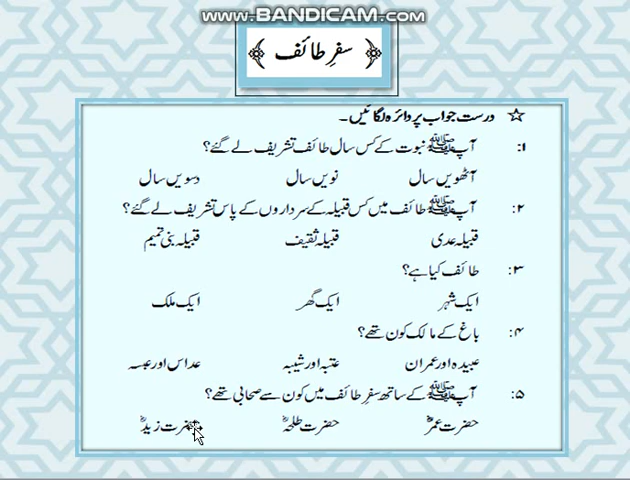 www.BANDICAM.com
سفرِ طائف
☆ درست جواب پر دائرہ لگائیں۔
۱: آپ ﷺ نبوت کے کس سال طائف تشریف لے گئے؟
آٹھویں سال نویں سال دسویں سال
۲: آپ ﷺ طائف میں کس قبیلہ کے سرداروں کے پاس تشریف لے گئے؟
قبیلہ عدی قبیلہ ثقیف قبیلہ بنی تمیم
۳: طائف کیا ہے؟
ایک شہر ایک گھر ایک ملک
۴: باغ کے مالک کون تھے؟
عبیدہ اور عمران عتبہ اور شیبہ عداس اور عبسہ
۵: آپ ﷺ کے ساتھ سفرِ طائف میں کون سے صحابی تھے؟
حضرت عمرؓ حضرت طلحہؓ حضرت زیدؓ